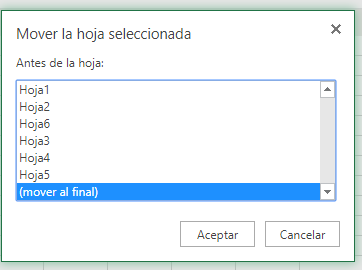 Mover la hoja seleccionada
Antes de la hoja:
Hoja1
Hoja2
Hoja6
Hoja3
Hoja4
Hoja5
(mover al final)
Aceptar
Cancelar